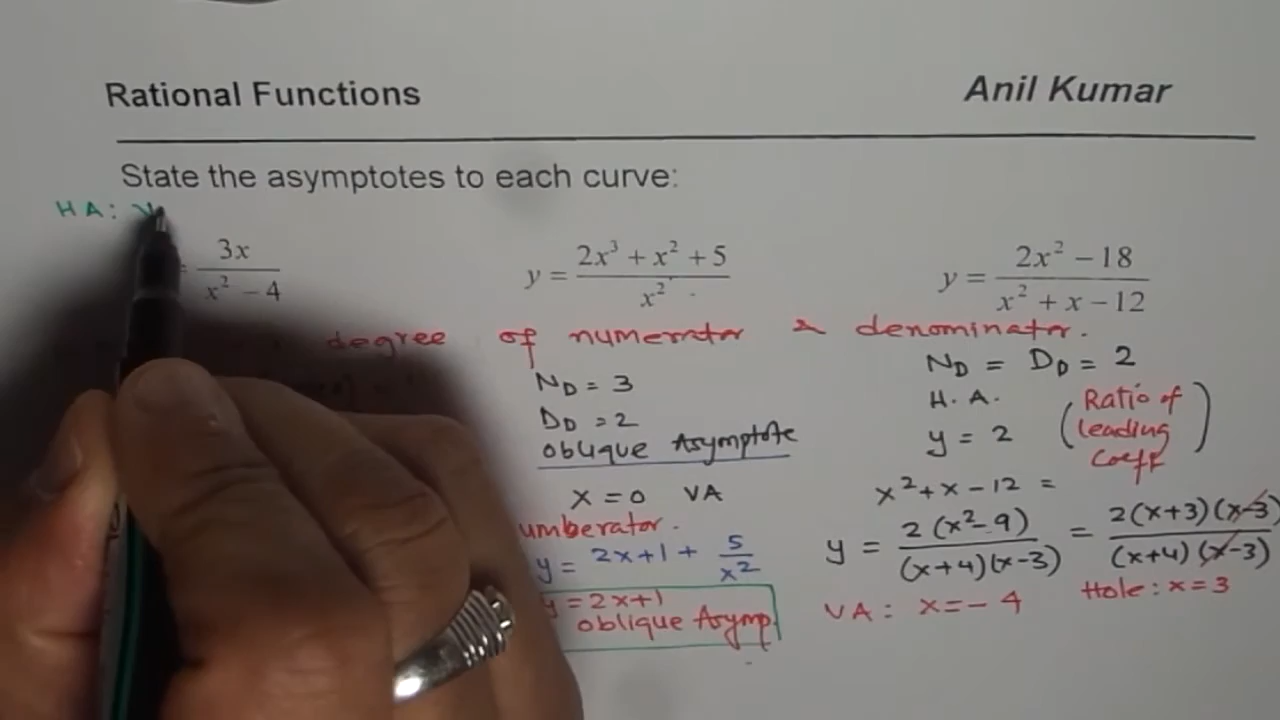 Rational Functions Anil Kumar
State the asymptotes to each curve:
HA:
= 3x / x² − 4
y = 2x³ + x² + 5 / x²
y = 2x² − 18 / x² + x − 12
degree of numerator & denominator.
N_D = 3
D_D = 2
oblique Asymptote
x = 0 VA
umberator.
y = 2x+1 + 5/x²
y = 2x+1
oblique Asymp.
N_D = D_D = 2
H. A.
y = 2 (Ratio of leading Coeff)
x² + x − 12 =
y = 2(x² − 9) / (x+4)(x−3) = 2(x+3)(x−3) / (x+4)(x−3)
VA: x = −4 Hole: x = 3